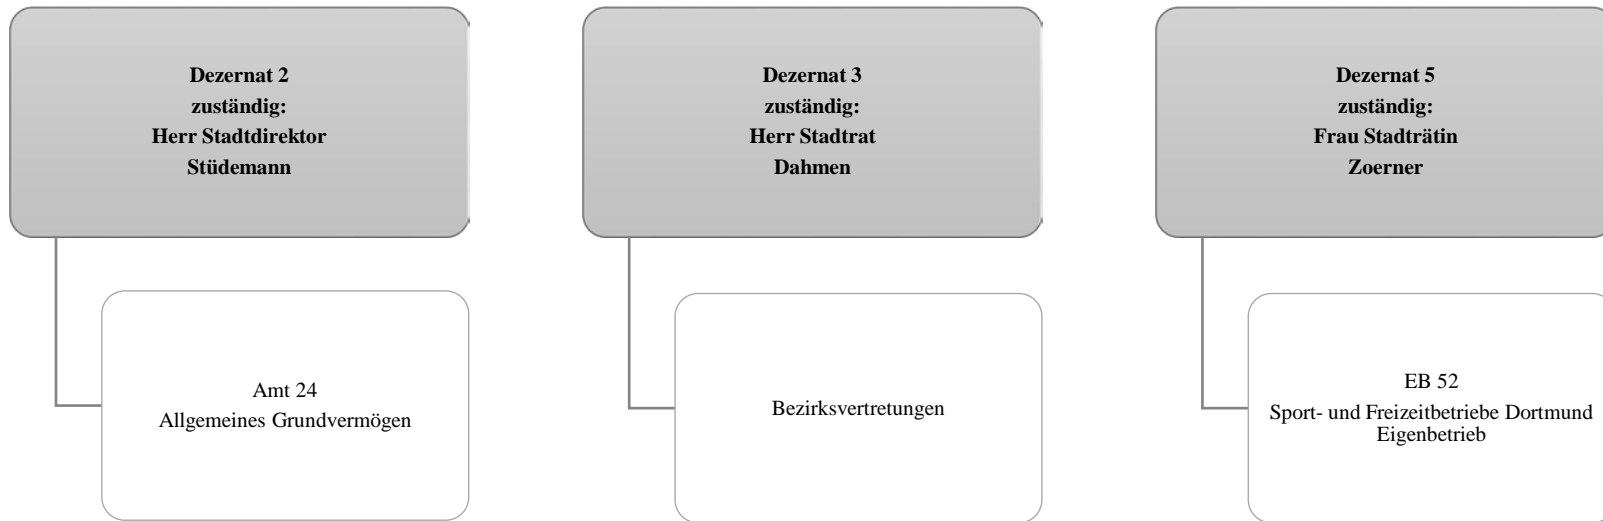 Dezernat 2
zuständig:
Herr Stadtdirektor
Stüdemann
Amt 24
Allgemeines Grundvermögen
Dezernat 3
zuständig:
Herr Stadtrat
Dahmen
Bezirksvertretungen
Dezernat 5
zuständig:
Frau Stadträtin
Zoerner
EB 52
Sport- und Freizeitbetriebe Dortmund
Eigenbetrieb